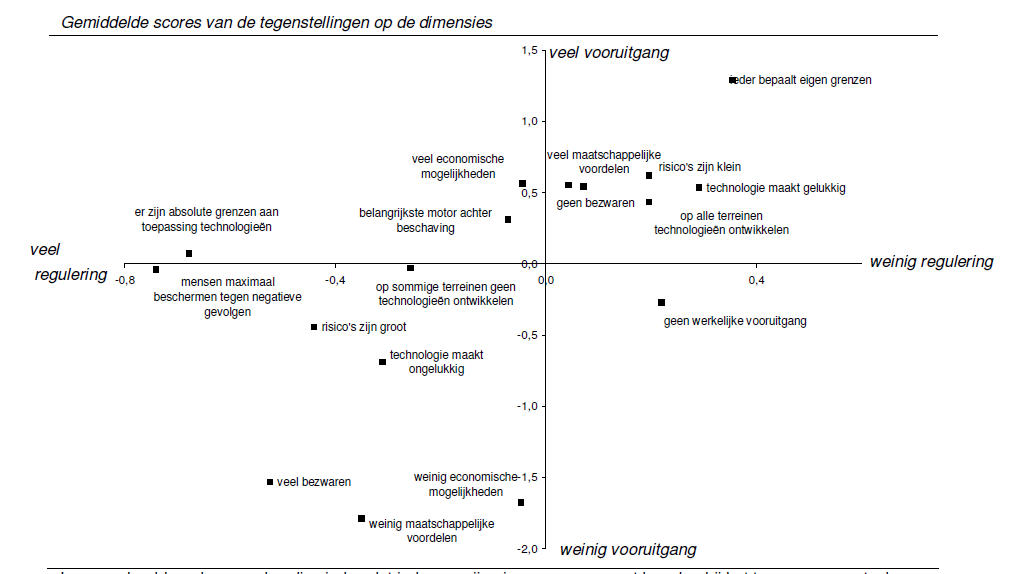 Gemiddelde scores van de tegenstellingen op de dimensies
1,5
veel vooruitgang
ieder bepaalt eigen grenzen
1,0
veel economische
mogelijkheden
veel maatschappelijke
voordelen
risico's zijn klein
technologie maakt gelukkig
0,5
geen bezwaren
er zijn absolute grenzen aan
toepassing technologieën
belangrijkste motor achter
beschaving
op alle terreinen
technologieën ontwikkelen
veel
regulering
0,0
weinig regulering
-0,8
-0,4
0,0
0,4
mensen maximaal
beschermen tegen negatieve
gevolgen
op sommige terreinen geen
technologieën ontwikkelen
geen werkelijke vooruitgang
risico's zijn groot
-0,5
technologie maakt
ongelukkig
-1,0
veel bezwaren
weinig economische
mogelijkheden
-1,5
weinig maatschappelijke
voordelen
-2,0
weinig vooruitgang